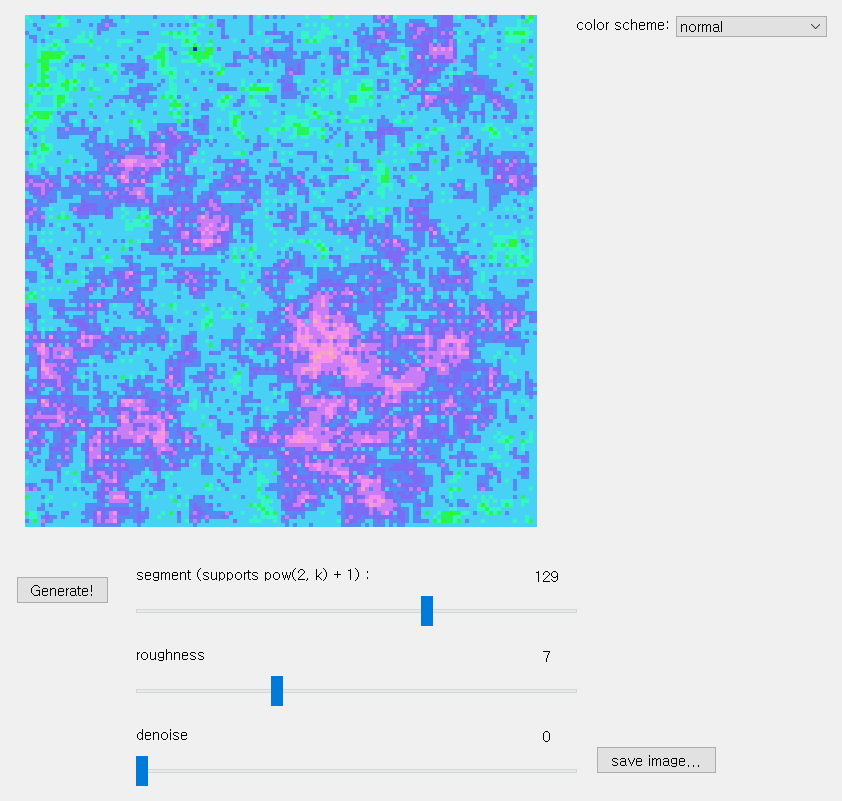 color scheme: normal
Generate!
segment (supports pow(2, k) + 1) : 129
roughness 7
denoise 0
save image...